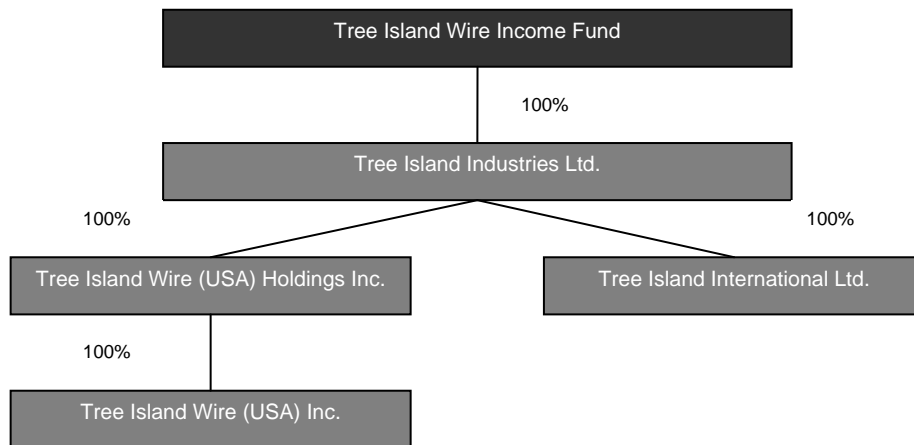 Tree Island Wire Income Fund
100%
Tree Island Industries Ltd.
100%
100%
Tree Island Wire (USA) Holdings Inc.
Tree Island International Ltd.
100%
Tree Island Wire (USA) Inc.